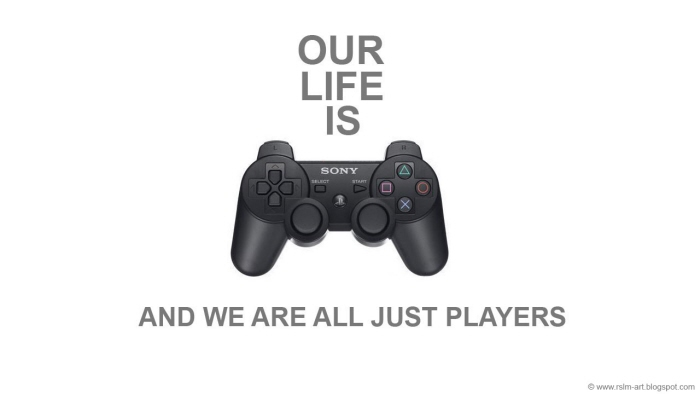 OUR
LIFE
IS
L R
SONY
SELECT START
AND WE ARE ALL JUST PLAYERS
© www.rslm-art.blogspot.com